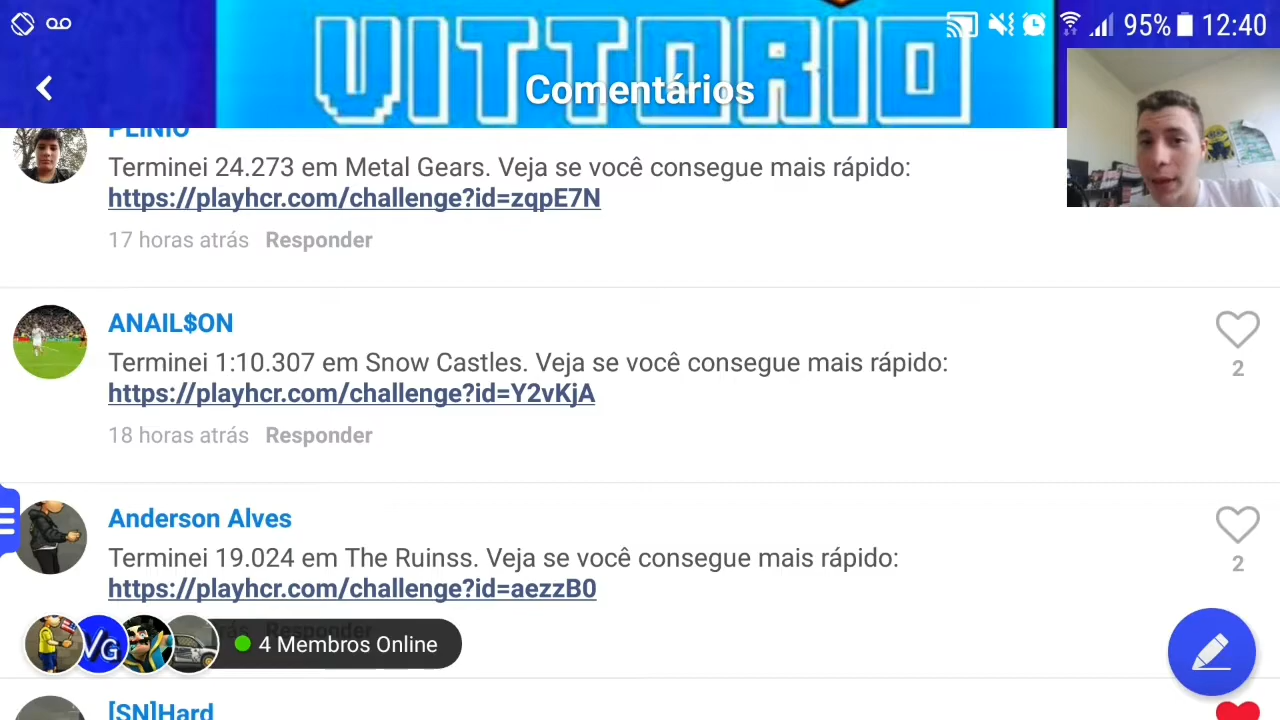 VITTORIO
95% 12:40
Comentários
PLINIO
Terminei 24.273 em Metal Gears. Veja se você consegue mais rápido:
https://playhcr.com/challenge?id=zqpE7N
17 horas atrás Responder
ANAIL$ON
Terminei 1:10.307 em Snow Castles. Veja se você consegue mais rápido:
https://playhcr.com/challenge?id=Y2vKjA
2
18 horas atrás Responder
Anderson Alves
Terminei 19.024 em The Ruinss. Veja se você consegue mais rápido:
https://playhcr.com/challenge?id=aezzB0
2
atrás Responder
VG 4 Membros Online
[SN]Hard